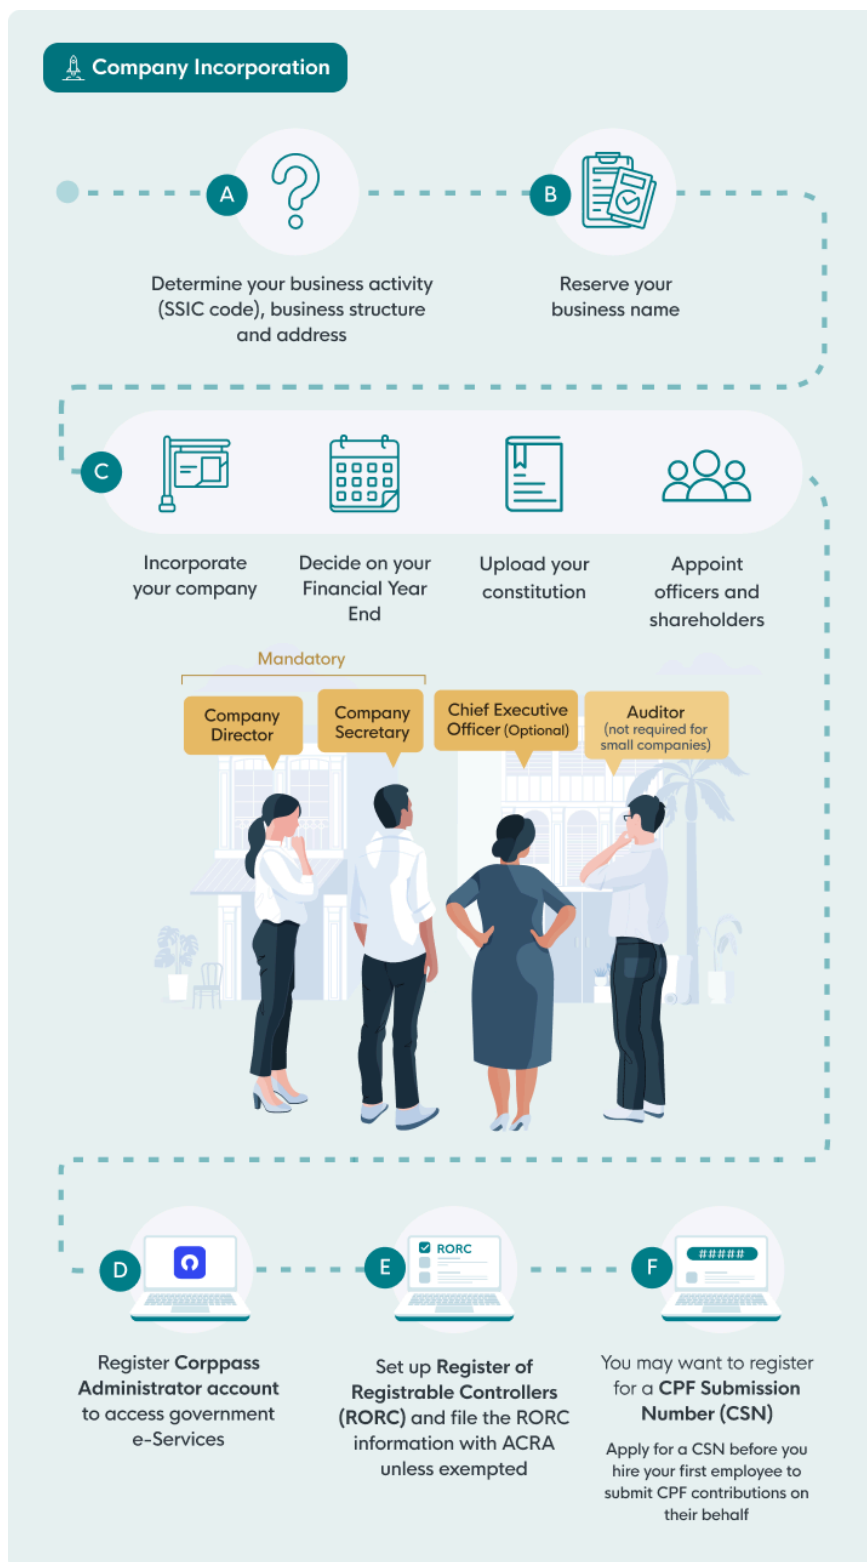 Company Incorporation
A
Determine your business activity
(SSIC code), business structure
and address
B
Reserve your
business name
C
Incorporate
your company
Decide on your
Financial Year
End
Upload your
constitution
Appoint
officers and
shareholders
Mandatory
Company
Director
Company
Secretary
Chief Executive
Officer (Optional)
Auditor
(not required for
small companies)
D
Register Corppass
Administrator account
to access government
e-Services
E
RORC
Set up Register of
Registrable Controllers
(RORC) and file the RORC
information with ACRA
unless exempted
F
#####
You may want to register
for a CPF Submission
Number (CSN)
Apply for a CSN before you
hire your first employee to
submit CPF contributions on
their behalf